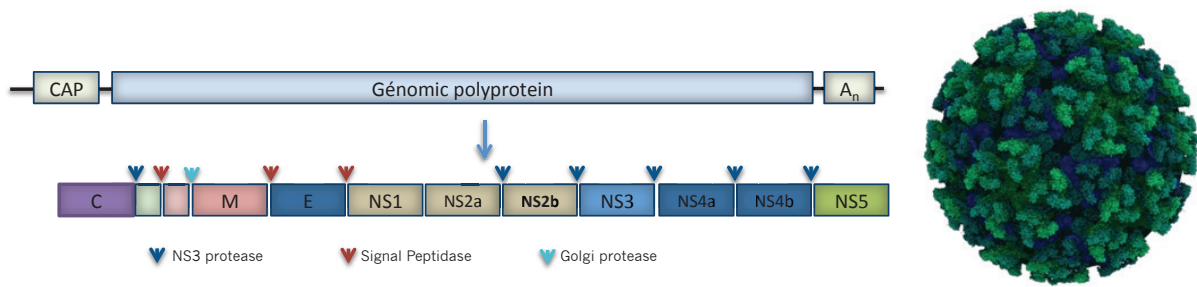 CAP Génomic polyprotein An
C M E NS1 NS2a NS2b NS3 NS4a NS4b NS5
NS3 protease Signal Peptidase Golgi protease